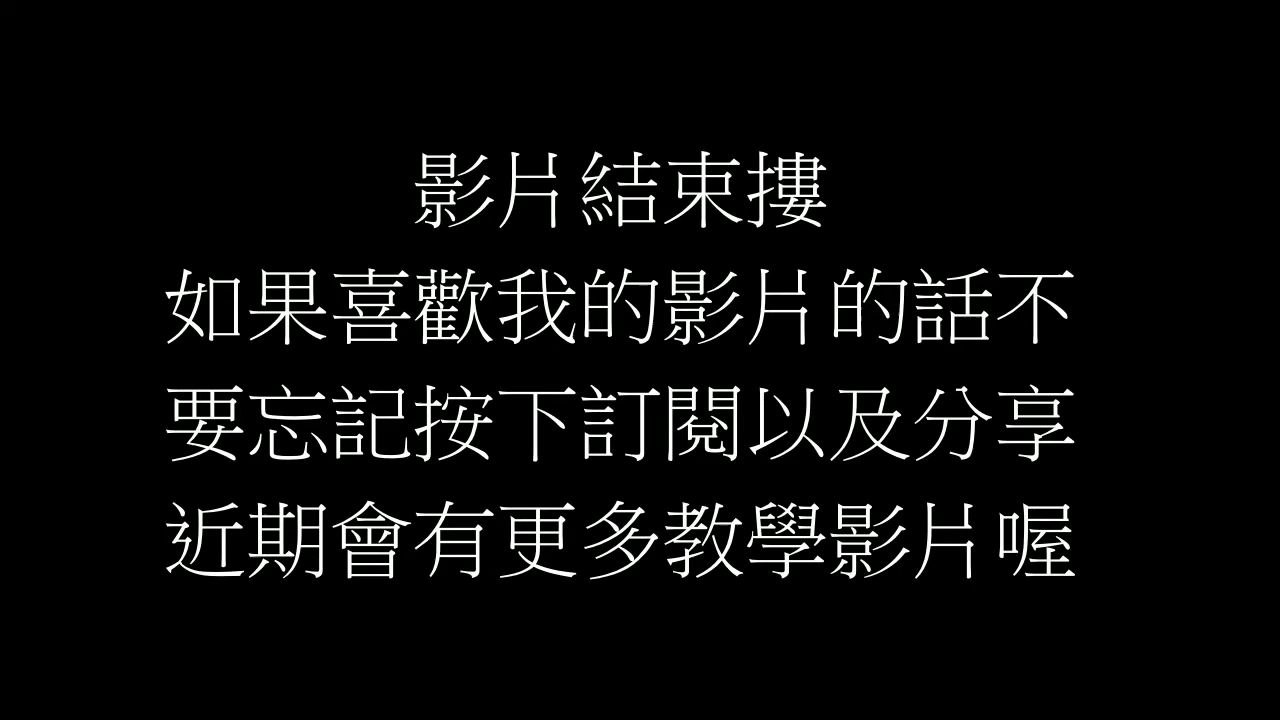 影片結束摟
如果喜歡我的影片的話不
要忘記按下訂閱以及分享
近期會有更多教學影片喔